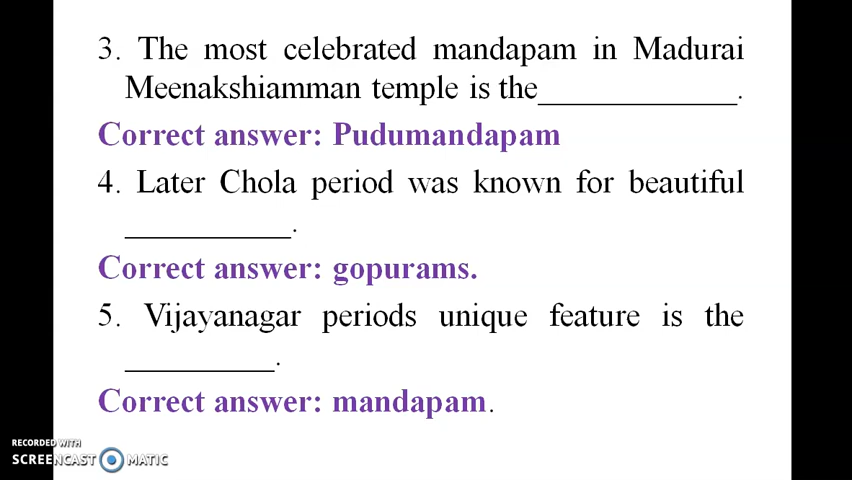 3. The most celebrated mandapam in Madurai
Meenakshiamman temple is the____________.
Correct answer: Pudumandapam
4. Later Chola period was known for beautiful
__________.
Correct answer: gopurams.
5. Vijayanagar periods unique feature is the
_________.
Correct answer: mandapam.
RECORDED WITH
SCREENCAST MATIC